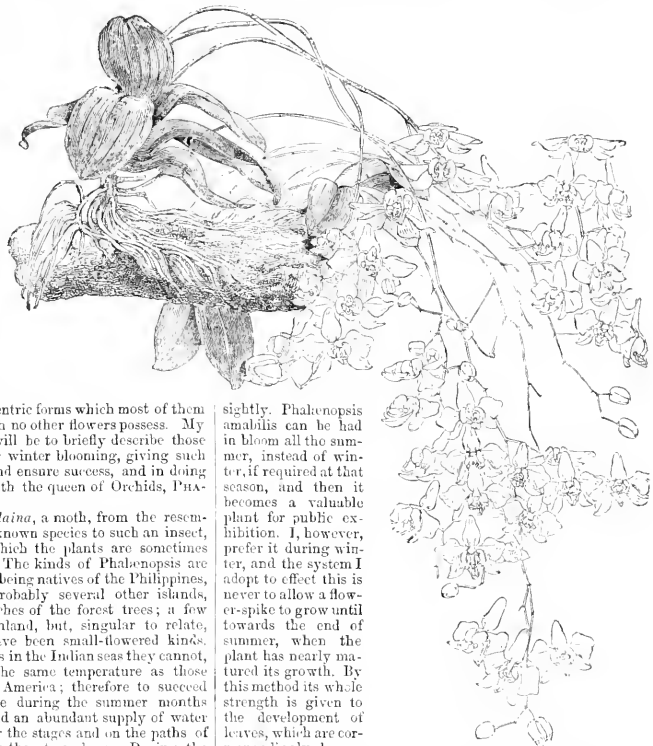 entric forms which most of them
no other flowers possess. My
will be to briefly describe those
winter blooming, giving such
nd ensure success, and in doing
th the queen of Orchids, PHA-
laina, a moth, from the resem-
known species to such an insect,
hich the plants are sometimes
The kinds of Phalænopsis are
being natives of the Philippines,
robably several other islands,
hes of the forest trees; a few
nland, but, singular to relate,
ve been small-flowered kinds.
s in the Indian seas they cannot,
he same temperature as those
America; therefore to succeed
e during the summer months
d an abundant supply of water
r the stages and on the paths of
sightly. Phalænopsis
amabilis can be had
in bloom all the sum-
mer, instead of win-
ter, if required at that
season, and then it
becomes a valuable
plant for public ex-
hibition. I, however,
prefer it during win-
ter, and the system I
adopt to effect this is
never to allow a flow-
er-spike to grow until
towards the end of
summer, when the
plant has nearly ma-
tured its growth. By
this method its whole
strength is given to
the development of
leaves, which are cor-